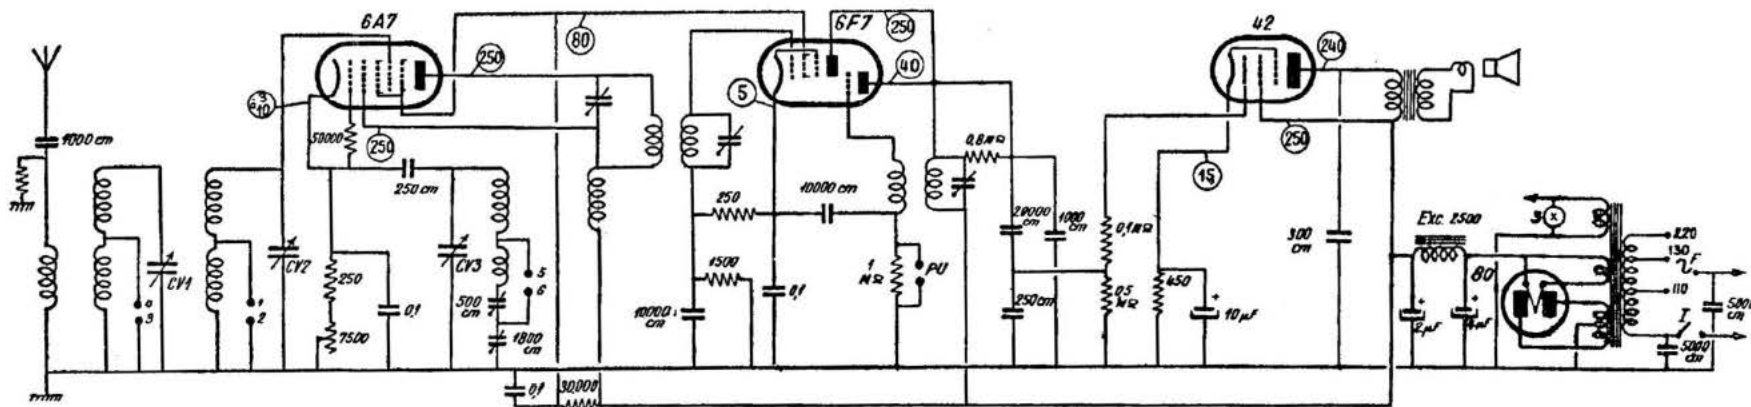 6A7
6F7
42
80
250
250
40
240
5
250
250
15
1000 cm
50000
250 cm
CV1
CV2
CV3
4
3
1
2
5
6
250
7500
0,1
500 cm
1800 cm
0,1
30.000
250
1500
10000 cm
0,1
10000 cm
1 MΩ
PU
0,8 MΩ
20000 cm
1000 cm
250 cm
0,1 MΩ
0,5 MΩ
450
10 µF
300 cm
Exc. 2500
2µF
80
X
130
110
F
I
5000 cm